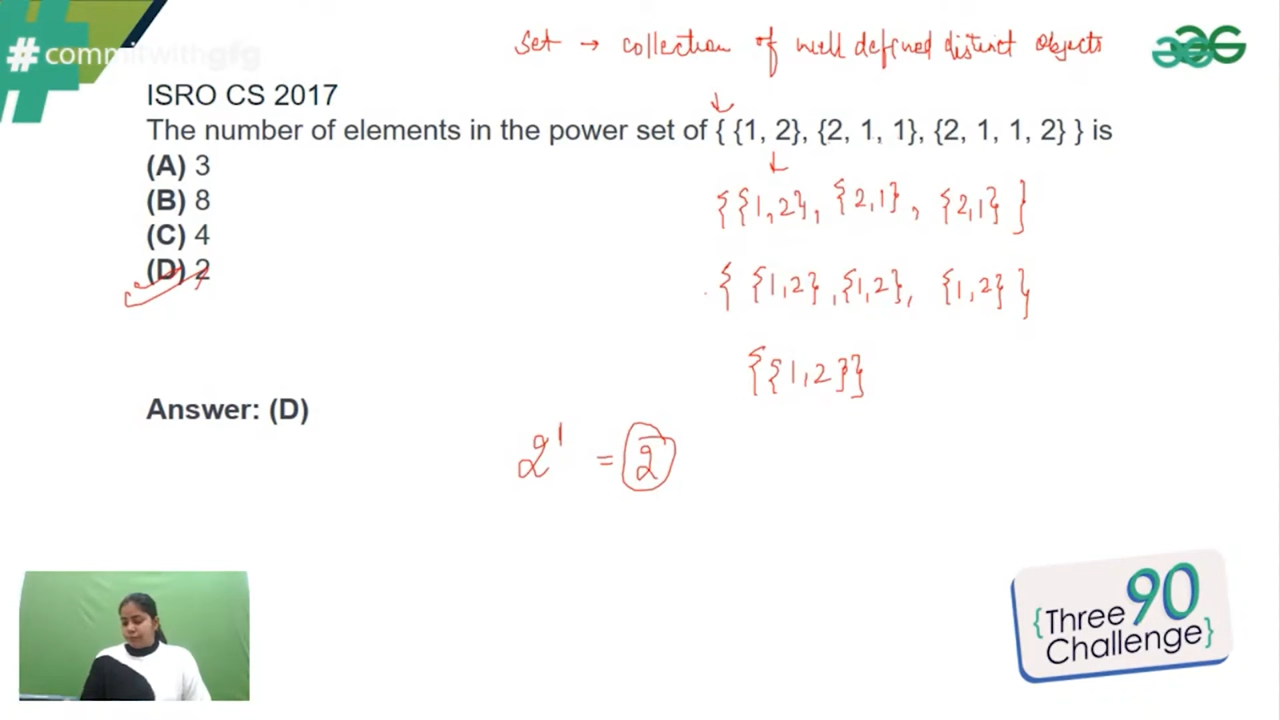 Set → collection of well defined distinct objects
#commitwithgfg
ISRO CS 2017
The number of elements in the power set of { {1, 2}, {2, 1, 1}, {2, 1, 1, 2} } is
(A) 3
(B) 8
(C) 4
(D) 2
{{1,2}, {2,1}, {2,1} }
{ {1,2}, {1,2}, {1,2} }
{{1,2}}
Answer: (D)
2¹ = 2
{Three 90
Challenge}